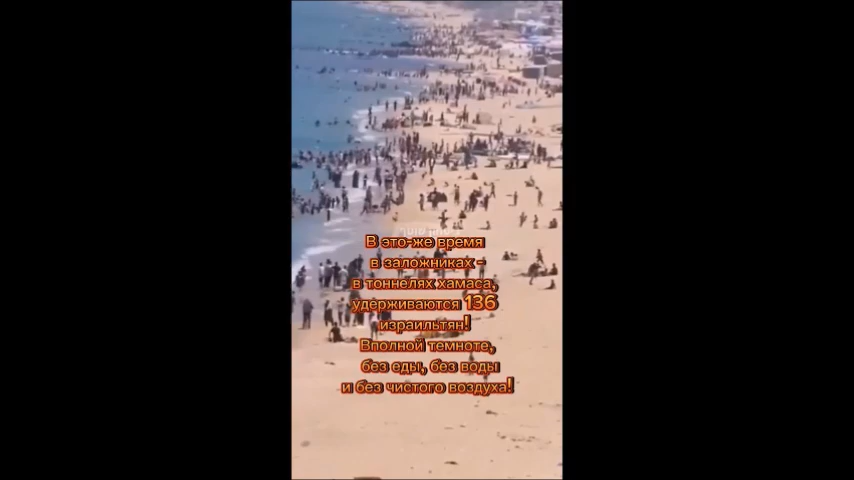 В это-же время
в заложниках -
в тоннелях хамаса,
удерживаются 136
израильтян!
Вполной темноте,
без еды, без воды
и без чистого воздуха!